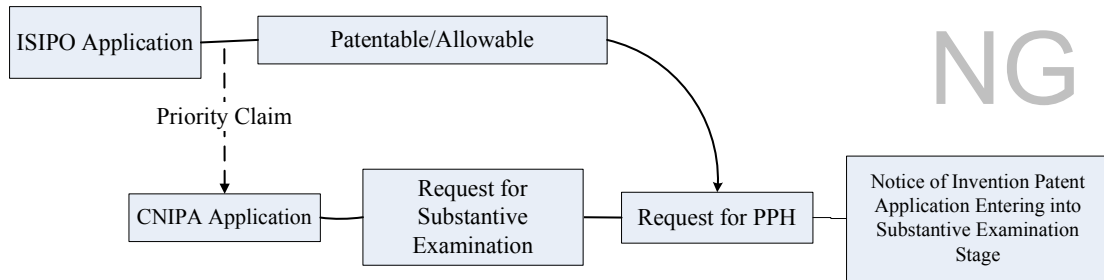 ISIPO Application
Patentable/Allowable
NG
Priority Claim
CNIPA Application
Request for
Substantive
Examination
Request for PPH
Notice of Invention Patent
Application Entering into
Substantive Examination
Stage